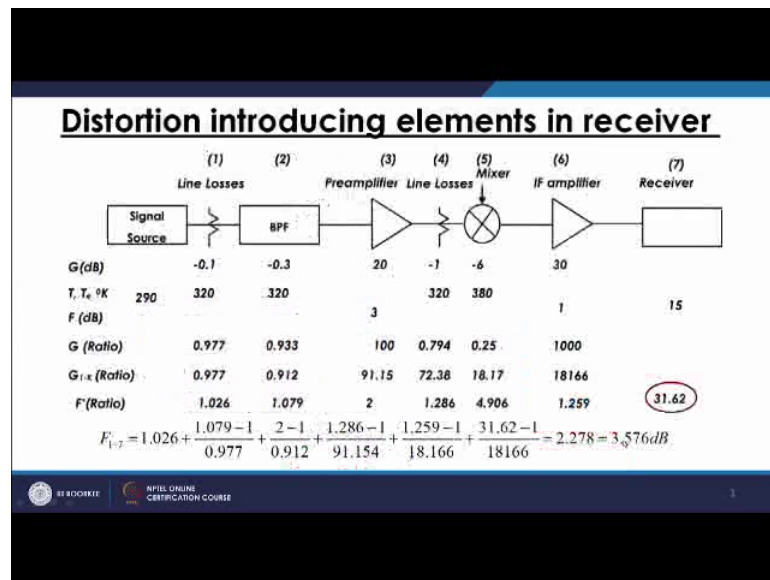 Distortion introducing elements in receiver
(1) (2) (3) (4) (5) (6) (7)
Line Losses Preamplifier Line Losses Mixer IF amplifier Receiver
Signal Source BPF
G(dB) -0.1 -0.3 20 -1 -6 30
T, Tₑ ⁰K 290 320 320 320 380
F (dB) 3 1 15
G (Ratio) 0.977 0.933 100 0.794 0.25 1000
G₁₋ₖ (Ratio) 0.977 0.912 91.15 72.38 18.17 18166
F'(Ratio) 1.026 1.079 2 1.286 4.906 1.259 31.62
F₁₋₇ = 1.026 + (1.079 − 1)/0.977 + (2 − 1)/0.912 + (1.286 − 1)/91.154 + (1.259 − 1)/18.166 + (31.62 − 1)/18166 = 2.278 = 3.576dB
IIT ROORKEE NPTEL ONLINE
CERTIFICATION COURSE
1